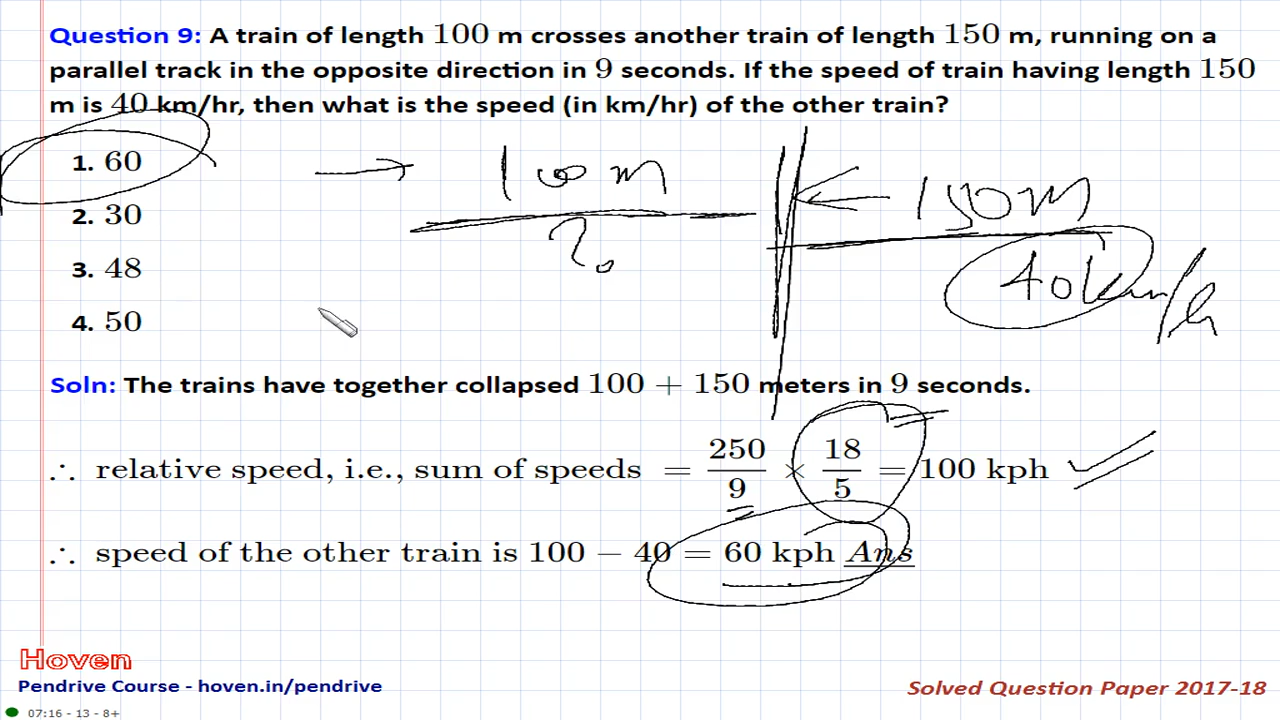 Question 9: A train of length 100 m crosses another train of length 150 m, running on a
parallel track in the opposite direction in 9 seconds. If the speed of train having length 150
m is 40 km/hr, then what is the speed (in km/hr) of the other train?
1. 60
2. 30
3. 48
4. 50
→ 100 m
?
← 150 m
40 km/h
Soln: The trains have together collapsed 100 + 150 meters in 9 seconds.
∴ relative speed, i.e., sum of speeds = 250/9 × 18/5 = 100 kph
∴ speed of the other train is 100 − 40 = 60 kph Ans
Hoven
Pendrive Course - hoven.in/pendrive
Solved Question Paper 2017-18
07:16 - 13 - 8+